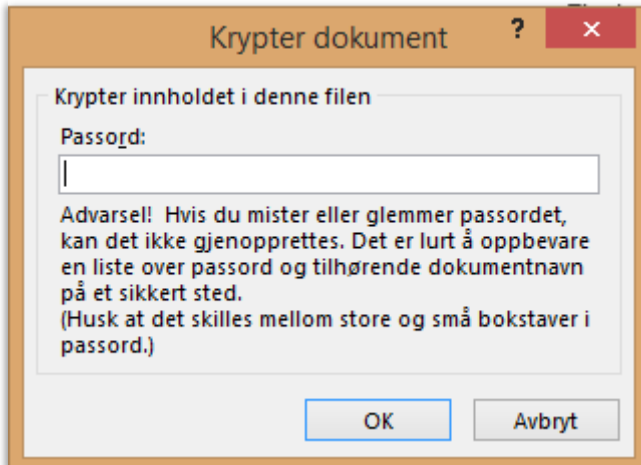 Krypter dokument
?
Krypter innholdet i denne filen
Passord:
Advarsel!  Hvis du mister eller glemmer passordet,
kan det ikke gjenopprettes. Det er lurt å oppbevare
en liste over passord og tilhørende dokumentnavn
på et sikkert sted.
(Husk at det skilles mellom store og små bokstaver i
passord.)
OK
Avbryt